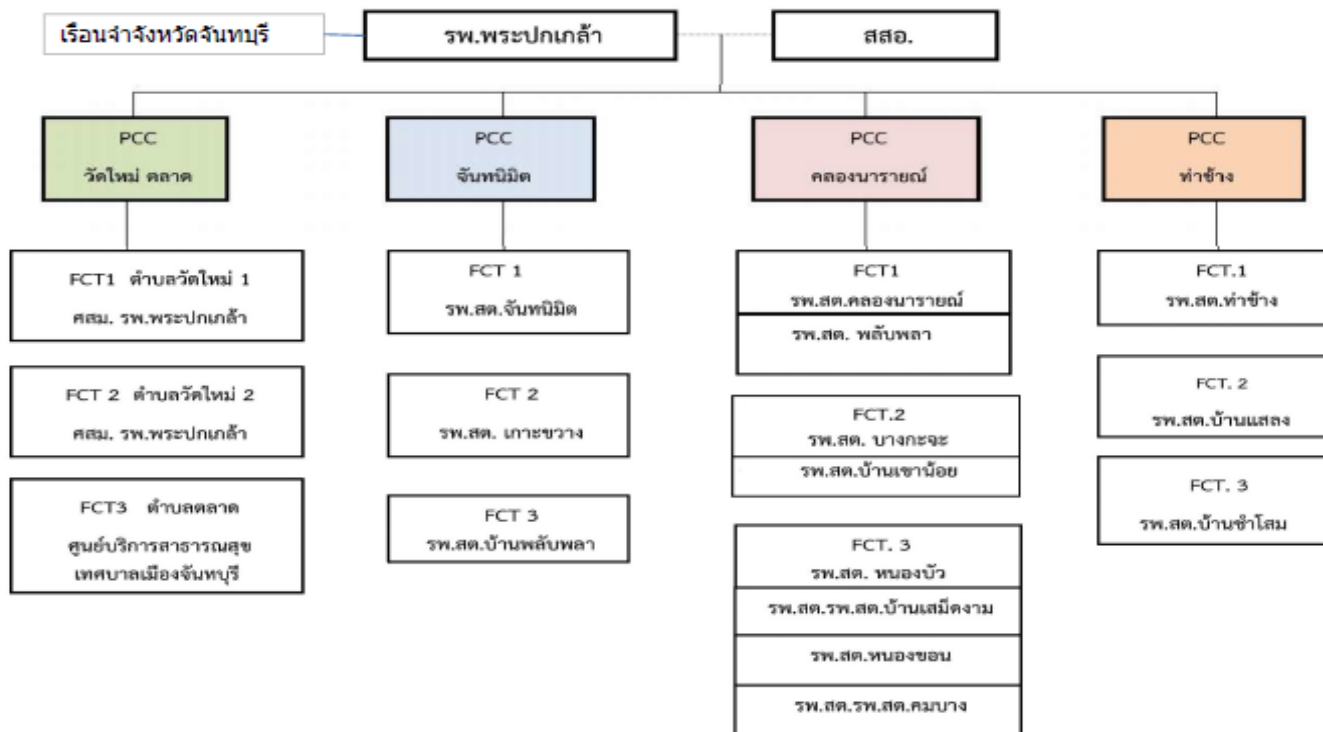 เรือนจำจังหวัดจันทบุรี
รพ.พระปกเกล้า
สสอ.
PCC
วัดใหม่ ตลาด
PCC
จันทนิมิต
PCC
คลองนารายณ์
PCC
ท่าช้าง
FCT1 ตำบลวัดใหม่ 1
ศสม. รพ.พระปกเกล้า
FCT 2 ตำบลวัดใหม่ 2
ศสม. รพ.พระปกเกล้า
FCT3 ตำบลตลาด
ศูนย์บริการสาธารณสุข
เทศบาลเมืองจันทบุรี
FCT 1
รพ.สต.จันทนิมิต
FCT 2
รพ.สต. เกาะขวาง
FCT 3
รพ.สต.บ้านพลับพลา
FCT1
รพ.สต.คลองนารายณ์
รพ.สต. พลับพลา
FCT.2
รพ.สต. บางกะจะ
รพ.สต.บ้านเขาน้อย
FCT. 3
รพ.สต. หนองบัว
รพ.สต.รพ.สต.บ้านเสม็ดงาม
รพ.สต.หนองขอน
รพ.สต.รพ.สต.คมบาง
FCT.1
รพ.สต.ท่าช้าง
FCT. 2
รพ.สต.บ้านแสลง
FCT. 3
รพ.สต.บ้านชำโสม